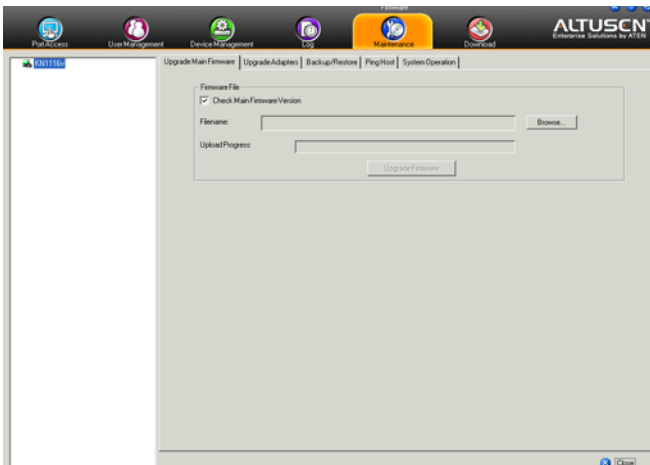 Firmware
Port Access
User Management
Device Management
Log
Maintenance
Download
ALTUSCN
Enterprise Solutions by ATEN
KN1116v
Upgrade Main Firmware
Upgrade Adapters
Backup/Restore
Ping Host
System Operation
Firmware File
Check Main Firmware Version
Filename:
Browse...
Upload Progress:
Upgrade Firmware
Close